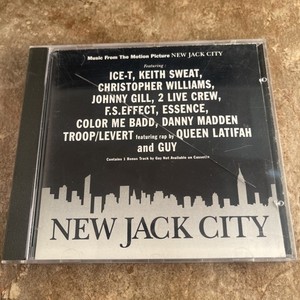 Music From The Motion Picture NEW JACK CITY
featuring:
ICE-T, KEITH SWEAT,
CHRISTOPHER WILLIAMS,
JOHNNY GILL, 2 LIVE CREW,
F.S.EFFECT, ESSENCE,
COLOR ME BADD, DANNY MADDEN
TROOP/LEVERT featuring rap by QUEEN LATIFAH
and GUY
Contains 1 Bonus Track by Guy Not Available on Cassette
NEW JACK CITY